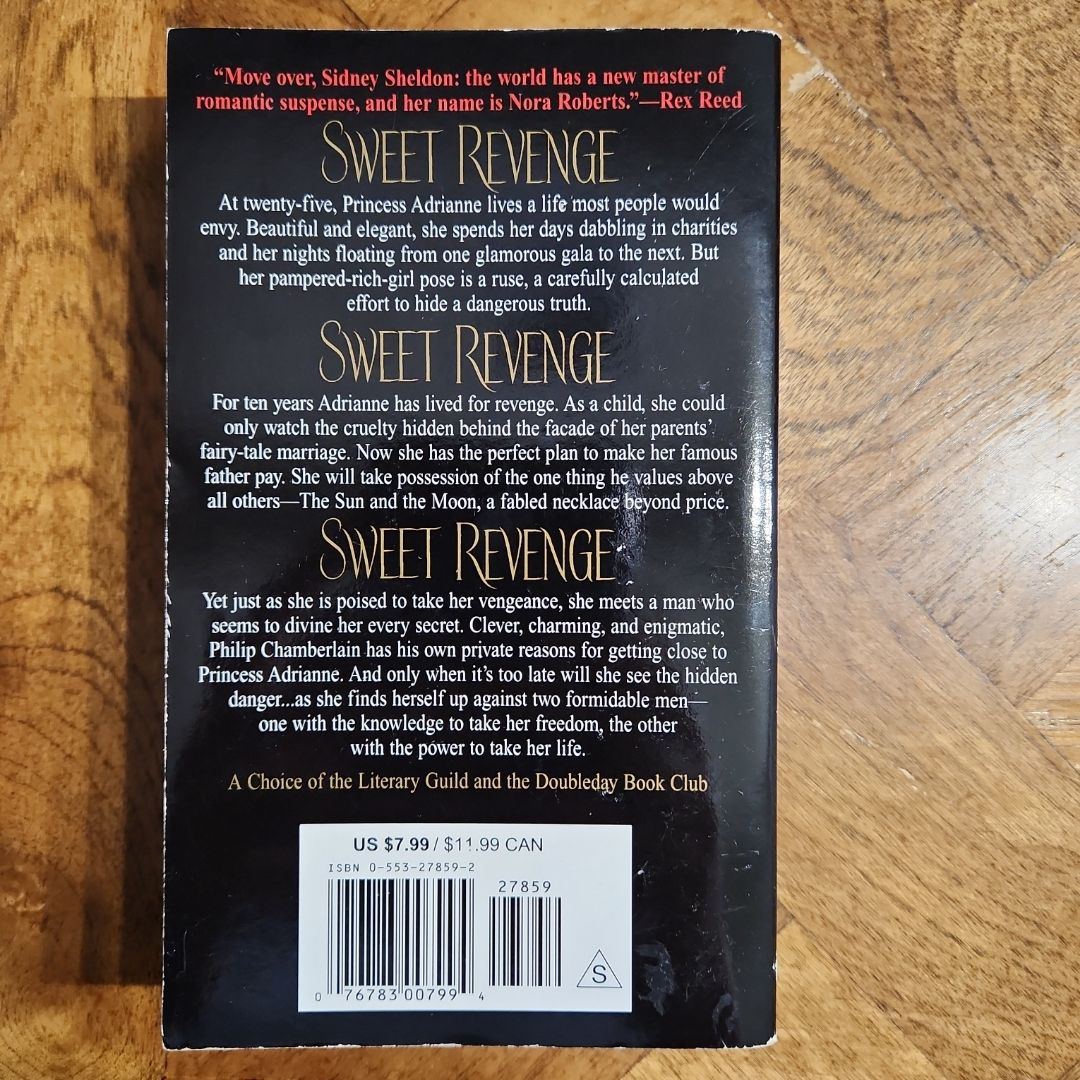 “Move over, Sidney Sheldon: the world has a new master of
romantic suspense, and her name is Nora Roberts.”—Rex Reed
SWEET REVENGE
At twenty-five, Princess Adrianne lives a life most people would
envy. Beautiful and elegant, she spends her days dabbling in charities
and her nights floating from one glamorous gala to the next. But
her pampered-rich-girl pose is a ruse, a carefully calculated
effort to hide a dangerous truth.
SWEET REVENGE
For ten years Adrianne has lived for revenge. As a child, she could
only watch the cruelty hidden behind the facade of her parents’
fairy-tale marriage. Now she has the perfect plan to make her famous
father pay. She will take possession of the one thing he values above
all others—The Sun and the Moon, a fabled necklace beyond price.
SWEET REVENGE
Yet just as she is poised to take her vengeance, she meets a man who
seems to divine her every secret. Clever, charming, and enigmatic,
Philip Chamberlain has his own private reasons for getting close to
Princess Adrianne. And only when it’s too late will she see the hidden
danger...as she finds herself up against two formidable men—
one with the knowledge to take her freedom, the other
with the power to take her life.
A Choice of the Literary Guild and the Doubleday Book Club
US $7.99 / $11.99 CAN
ISBN 0-553-27859-2
27859
0 76783 00799 4
S